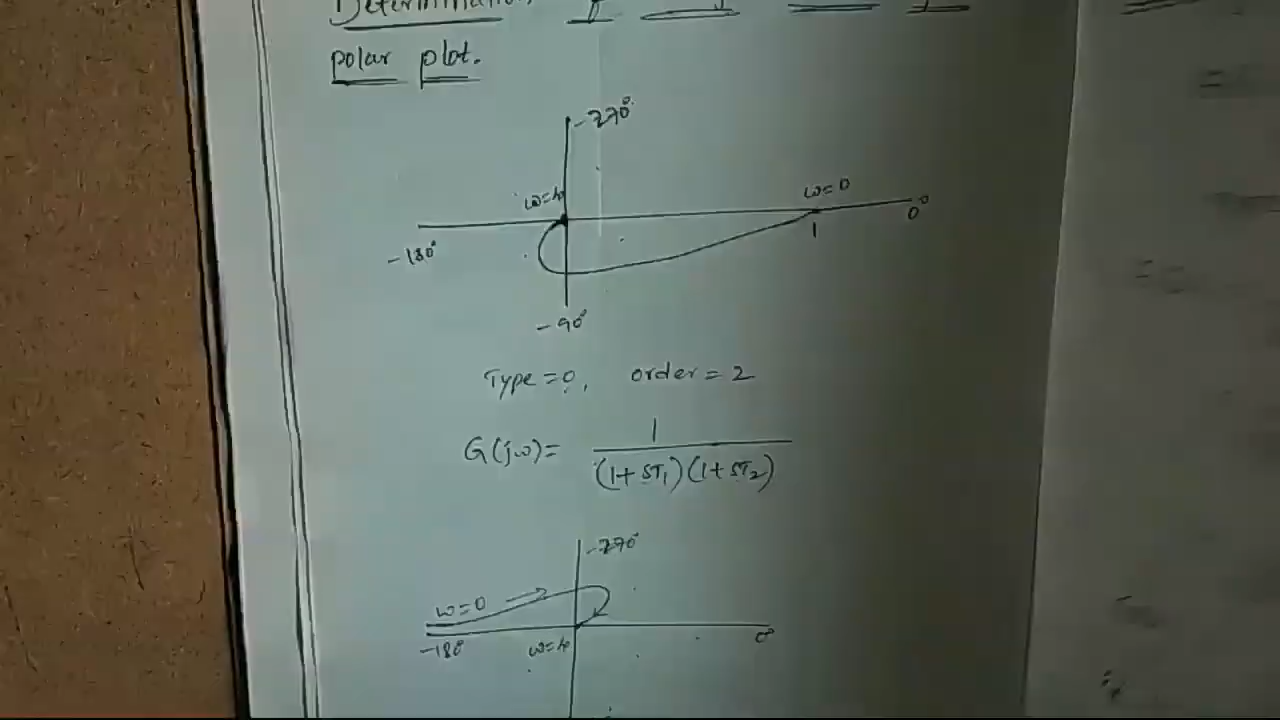 Determination
polar plot.
-270°
ω=∞
ω=0
0°
-180°
1
-90°
Type=0, order=2
G(jω)= 1
(1+ST₁)(1+ST₂)
-270°
ω=0
-180°
ω=∞
0°